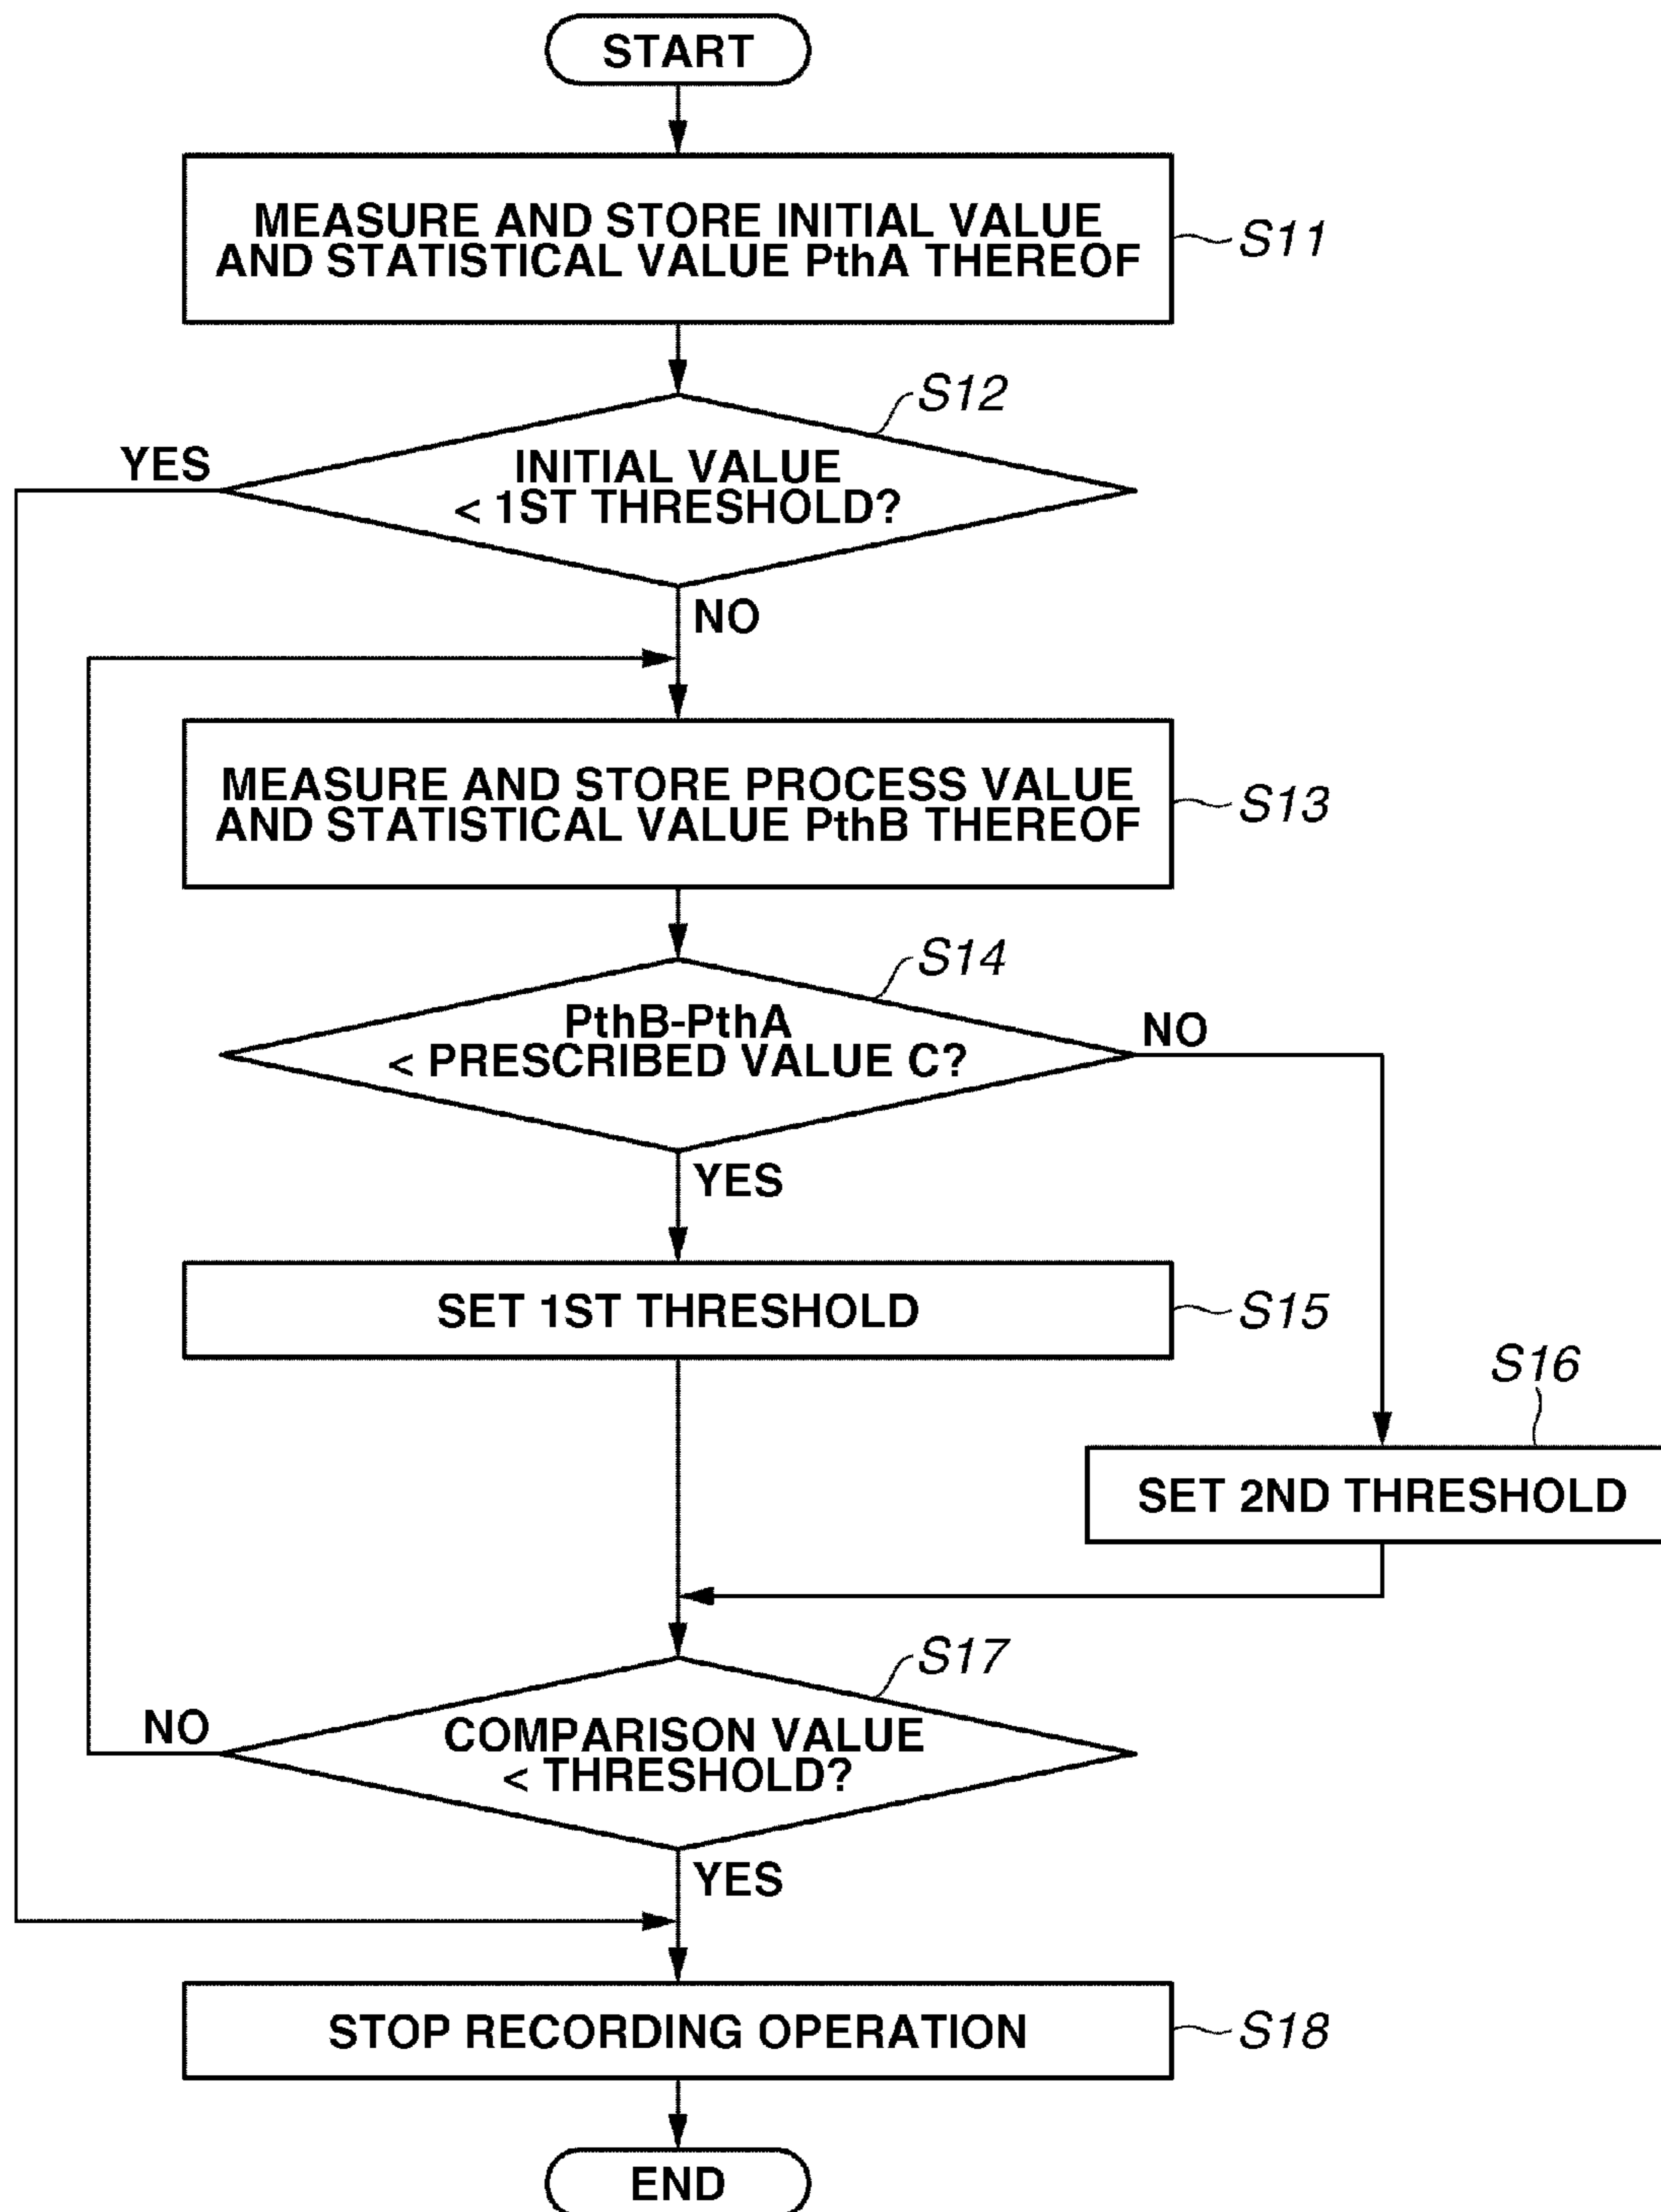 START
MEASURE AND STORE INITIAL VALUE
AND STATISTICAL VALUE PthA THEREOF
S11
S12
YES
INITIAL VALUE
< 1ST THRESHOLD?
NO
MEASURE AND STORE PROCESS VALUE
AND STATISTICAL VALUE PthB THEREOF
S13
S14
PthB-PthA
< PRESCRIBED VALUE C?
NO
YES
SET 1ST THRESHOLD
S15
S16
SET 2ND THRESHOLD
S17
NO
COMPARISON VALUE
< THRESHOLD?
YES
STOP RECORDING OPERATION
S18
END